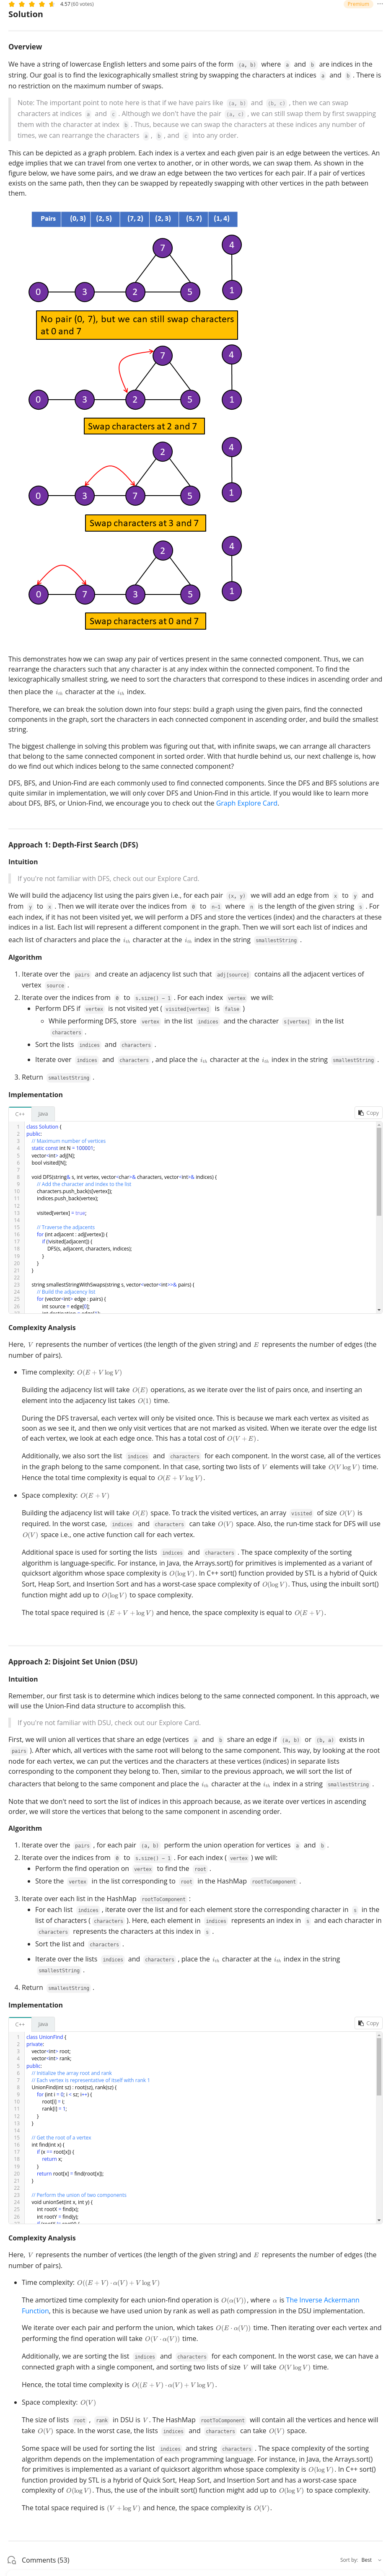 4.57 (60 votes)
Premium
Solution
Overview
We have a string of lowercase English letters and some pairs of the form (a, b) where a and b are indices in the
string. Our goal is to find the lexicographically smallest string by swapping the characters at indices a and b. There is
no restriction on the maximum number of swaps.
Note: The important point to note here is that if we have pairs like (a, b) and (b, c), then we can swap
characters at indices a and c. Although we don't have the pair (a, c), we can still swap them by first swapping
them with the character at index b. Thus, because we can swap the characters at these indices any number of
times, we can rearrange the characters a, b, and c into any order.
This can be depicted as a graph problem. Each index is a vertex and each given pair is an edge between the vertices. An
edge implies that we can travel from one vertex to another, or in other words, we can swap them. As shown in the
figure below, we have some pairs, and we draw an edge between the two vertices for each pair. If a pair of vertices
exists on the same path, then they can be swapped by repeatedly swapping with other vertices in the path between
them.
Pairs (0, 3) (2, 5) (7, 2) (2, 3) (5, 7) (1, 4)
7 4
0 3 2 5 1
No pair (0, 7), but we can still swap characters
at 0 and 7
7 4
0 3 2 5 1
Swap characters at 2 and 7
2 4
0 3 7 5 1
Swap characters at 3 and 7
2 4
0 7 3 5 1
Swap characters at 0 and 7
This demonstrates how we can swap any pair of vertices present in the same connected component. Thus, we can
rearrange the characters such that any character is at any index within the connected component. To find the
lexicographically smallest string, we need to sort the characters that correspond to these indices in ascending order and
then place the i_th character at the i_th index.
Therefore, we can break the solution down into four steps: build a graph using the given pairs, find the connected
components in the graph, sort the characters in each connected component in ascending order, and build the smallest
string.
The biggest challenge in solving this problem was figuring out that, with infinite swaps, we can arrange all characters
that belong to the same connected component in sorted order. With that hurdle behind us, our next challenge is, how
do we find out which indices belong to the same connected component?
DFS, BFS, and Union-Find are each commonly used to find connected components. Since the DFS and BFS solutions are
quite similar in implementation, we will only cover DFS and Union-Find in this article. If you would like to learn more
about DFS, BFS, or Union-Find, we encourage you to check out the Graph Explore Card.
Approach 1: Depth-First Search (DFS)
Intuition
If you're not familiar with DFS, check out our Explore Card.
We will build the adjacency list using the pairs given i.e., for each pair (x, y) we will add an edge from x to y and
from y to x. Then we will iterate over the indices from 0 to n-1 where n is the length of the given string s. For
each index, if it has not been visited yet, we will perform a DFS and store the vertices (index) and the characters at these
indices in a list. Each list will represent a different component in the graph. Then we will sort each list of indices and
each list of characters and place the i_th character at the i_th index in the string smallestString.
Algorithm
1. Iterate over the pairs and create an adjacency list such that adj[source] contains all the adjacent vertices of
vertex source.
2. Iterate over the indices from 0 to s.size() - 1. For each index vertex we will:
• Perform DFS if vertex is not visited yet (visited[vertex] is false)
◦ While performing DFS, store vertex in the list indices and the character s[vertex] in the list
characters.
• Sort the lists indices and characters.
• Iterate over indices and characters, and place the i_th character at the i_th index in the string smallestString.
3. Return smallestString.
Implementation
C++ Java Copy
1 class Solution {
2 public:
3 // Maximum number of vertices
4 static const int N = 100001;
5 vector<int> adj[N];
6 bool visited[N];
7
8 void DFS(string& s, int vertex, vector<char>& characters, vector<int>& indices) {
9 // Add the character and index to the list
10 characters.push_back(s[vertex]);
11 indices.push_back(vertex);
12
13 visited[vertex] = true;
14
15 // Traverse the adjacents
16 for (int adjacent : adj[vertex]) {
17 if (!visited[adjacent]) {
18 DFS(s, adjacent, characters, indices);
19 }
20 }
21 }
22
23 string smallestStringWithSwaps(string s, vector<vector<int>>& pairs) {
24 // Build the adjacency list
25 for (vector<int> edge : pairs) {
26 int source = edge[0];
Complexity Analysis
Here, V represents the number of vertices (the length of the given string) and E represents the number of edges (the
number of pairs).
• Time complexity: O(E + V log V)
Building the adjacency list will take O(E) operations, as we iterate over the list of pairs once, and inserting an
element into the adjacency list takes O(1) time.
During the DFS traversal, each vertex will only be visited once. This is because we mark each vertex as visited as
soon as we see it, and then we only visit vertices that are not marked as visited. When we iterate over the edge list
of each vertex, we look at each edge once. This has a total cost of O(V + E).
Additionally, we also sort the list indices and characters for each component. In the worst case, all of the vertices
in the graph belong to the same component. In that case, sorting two lists of V elements will take O(V log V) time.
Hence the total time complexity is equal to O(E + V log V).
• Space complexity: O(E + V)
Building the adjacency list will take O(E) space. To track the visited vertices, an array visited of size O(V) is
required. In the worst case, indices and characters can take O(V) space. Also, the run-time stack for DFS will use
O(V) space i.e., one active function call for each vertex.
Additional space is used for sorting the lists indices and characters. The space complexity of the sorting
algorithm is language-specific. For instance, in Java, the Arrays.sort() for primitives is implemented as a variant of
quicksort algorithm whose space complexity is O(log V). In C++ sort() function provided by STL is a hybrid of Quick
Sort, Heap Sort, and Insertion Sort and has a worst-case space complexity of O(log V). Thus, using the inbuilt sort()
function might add up to O(log V) to space complexity.
The total space required is (E + V + log V) and hence, the space complexity is equal to O(E + V).
Approach 2: Disjoint Set Union (DSU)
Intuition
Remember, our first task is to determine which indices belong to the same connected component. In this approach, we
will use the Union-Find data structure to accomplish this.
If you're not familiar with DSU, check out our Explore Card.
First, we will union all vertices that share an edge (vertices a and b share an edge if (a, b) or (b, a) exists in
pairs). After which, all vertices with the same root will belong to the same component. This way, by looking at the root
node for each vertex, we can put the vertices and the characters at these vertices (indices) in separate lists
corresponding to the component they belong to. Then, similar to the previous approach, we will sort the list of
characters that belong to the same component and place the i_th character at the i_th index in a string smallestString.
Note that we don't need to sort the list of indices in this approach because, as we iterate over vertices in ascending
order, we will store the vertices that belong to the same component in ascending order.
Algorithm
1. Iterate over the pairs, for each pair (a, b) perform the union operation for vertices a and b.
2. Iterate over the indices from 0 to s.size() - 1. For each index (vertex) we will:
• Perform the find operation on vertex to find the root.
• Store the vertex in the list corresponding to root in the HashMap rootToComponent.
3. Iterate over each list in the HashMap rootToComponent:
• For each list indices, iterate over the list and for each element store the corresponding character in s in the
list of characters (characters). Here, each element in indices represents an index in s and each character in
characters represents the characters at this index in s.
• Sort the list and characters.
• Iterate over the lists indices and characters, place the i_th character at the i_th index in the string
smallestString.
4. Return smallestString.
Implementation
C++ Java Copy
1 class UnionFind {
2 private:
3 vector<int> root;
4 vector<int> rank;
5 public:
6 // Initialize the array root and rank
7 // Each vertex is representative of itself with rank 1
8 UnionFind(int sz) : root(sz), rank(sz) {
9 for (int i = 0; i < sz; i++) {
10 root[i] = i;
11 rank[i] = 1;
12 }
13 }
14
15 // Get the root of a vertex
16 int find(int x) {
17 if (x == root[x]) {
18 return x;
19 }
20 return root[x] = find(root[x]);
21 }
22
23 // Perform the union of two components
24 void unionSet(int x, int y) {
25 int rootX = find(x);
26 int rootY = find(y);
Complexity Analysis
Here, V represents the number of vertices (the length of the given string) and E represents the number of edges (the
number of pairs).
• Time complexity: O((E + V) · α(V) + V log V)
The amortized time complexity for each union-find operation is O(α(V)), where α is The Inverse Ackermann
Function, this is because we have used union by rank as well as path compression in the DSU implementation.
We iterate over each pair and perform the union, which takes O(E · α(V)) time. Then iterating over each vertex and
performing the find operation will take O(V · α(V)) time.
Additionally, we are sorting the list indices and characters for each component. In the worst case, we can have a
connected graph with a single component, and sorting two lists of size V will take O(V log V) time.
Hence, the total time complexity is O((E + V) · α(V) + V log V).
• Space complexity: O(V)
The size of lists root, rank in DSU is V. The HashMap rootToComponent will contain all the vertices and hence will
take O(V) space. In the worst case, the lists indices and characters can take O(V) space.
Some space will be used for sorting the list indices and string characters. The space complexity of the sorting
algorithm depends on the implementation of each programming language. For instance, in Java, the Arrays.sort()
for primitives is implemented as a variant of quicksort algorithm whose space complexity is O(log V). In C++ sort()
function provided by STL is a hybrid of Quick Sort, Heap Sort, and Insertion Sort and has a worst-case space
complexity of O(log V). Thus, the use of the inbuilt sort() function might add up to O(log V) to space complexity.
The total space required is (V + log V) and hence, the space complexity is O(V).
Comments (53)
Sort by: Best